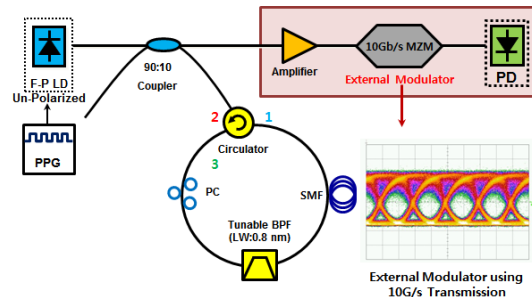 F-P LD
Un-Polarized
PPG
90:10
Coupler
Amplifier
10Gb/s MZM
External Modulator
PD
2
1
Circulator
3
PC
SMF
Tunable BPF
(LW:0.8 nm)
External Modulator using
10G/s Transmission